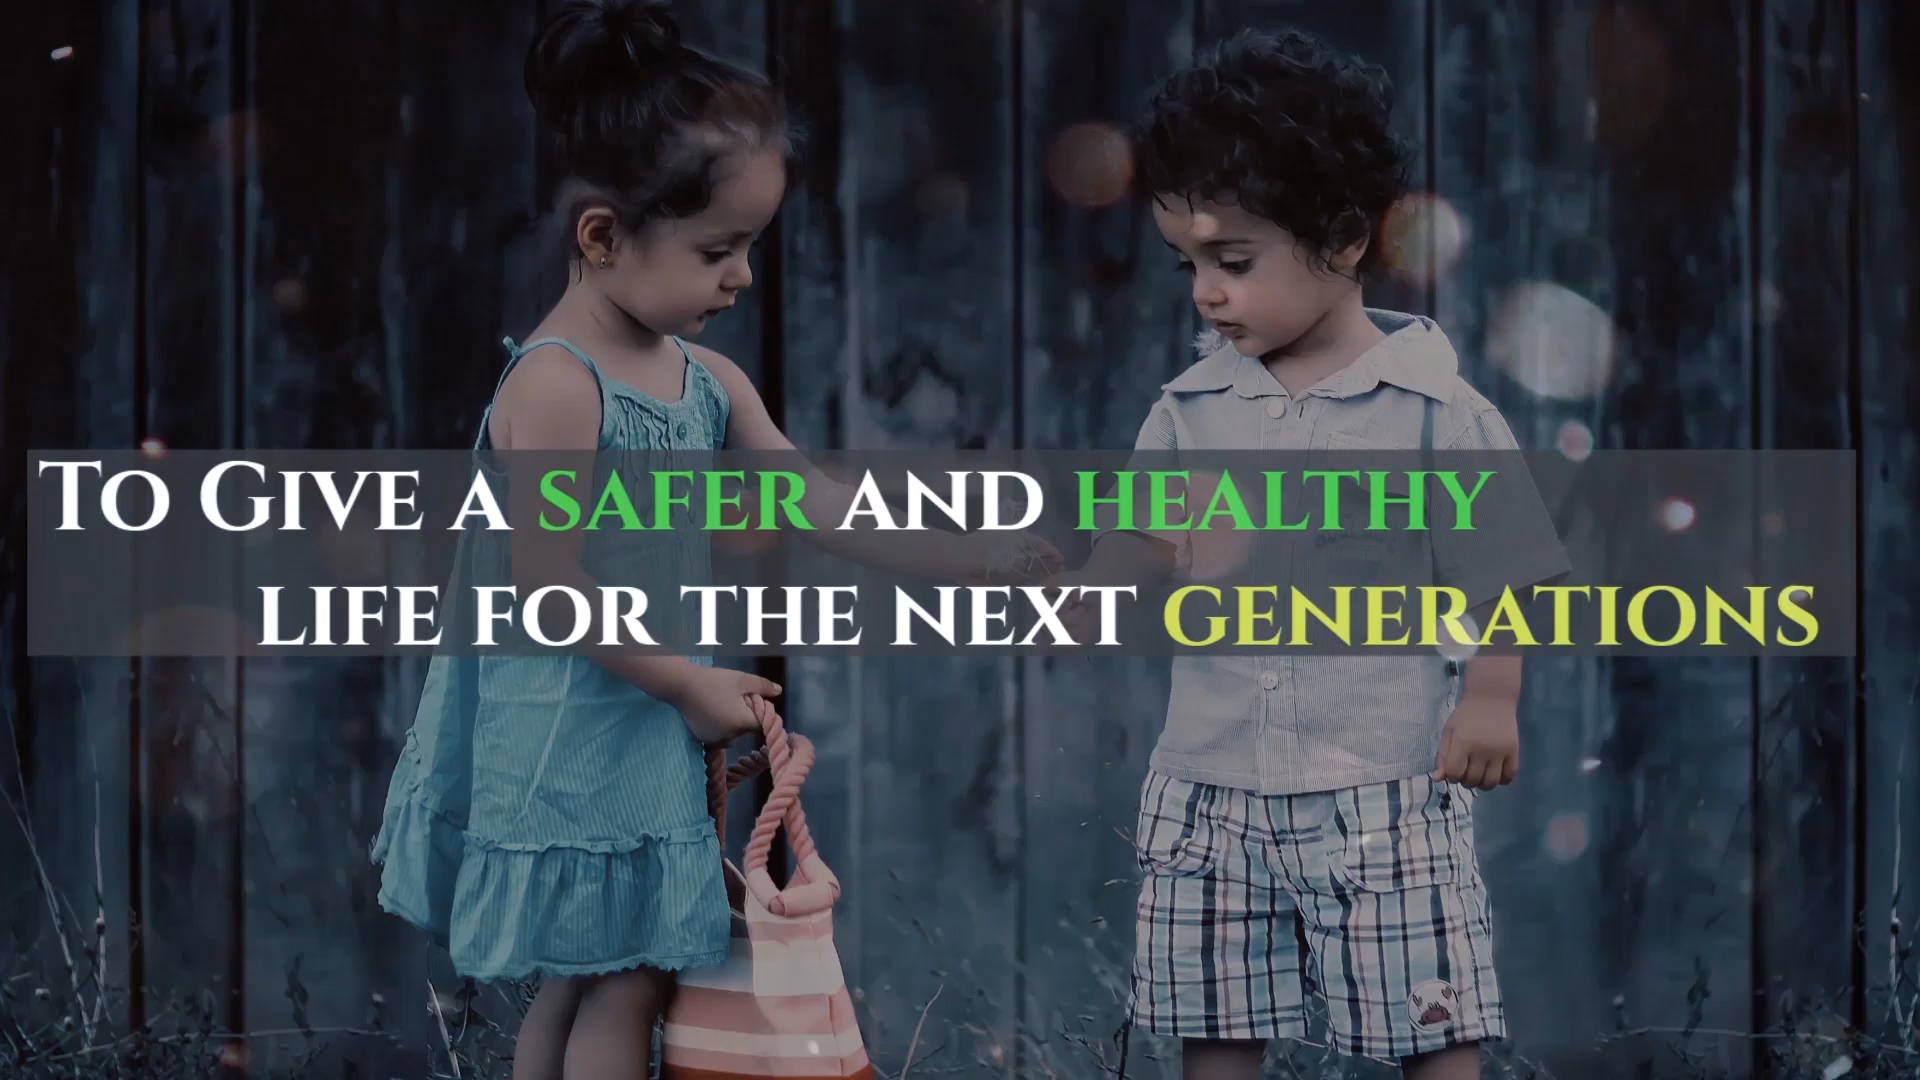 To Give a safer and healthy
life for the next generations